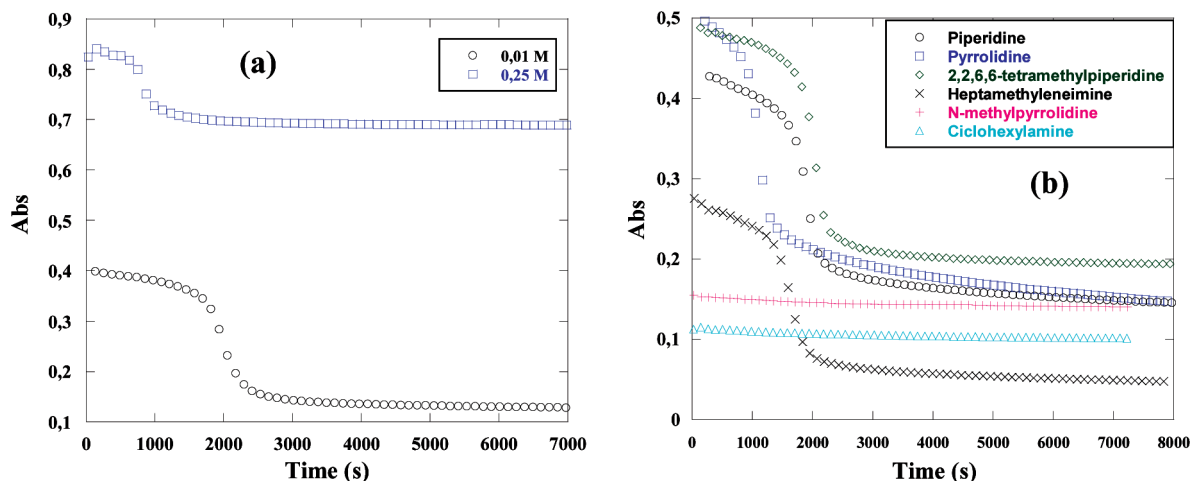 0,9
0,8
0,7
0,6
0,5
0,4
0,3
0,2
0,1
Abs
(a)
0,01 M
0,25 M
0 1000 2000 3000 4000 5000 6000 7000
Time (s)
0,5
0,4
0,3
0,2
0,1
0
Abs
Piperidine
Pyrrolidine
2,2,6,6-tetramethylpiperidine
Heptamethyleneimine
N-methylpyrrolidine
Ciclohexylamine
(b)
0 1000 2000 3000 4000 5000 6000 7000 8000
Time (s)